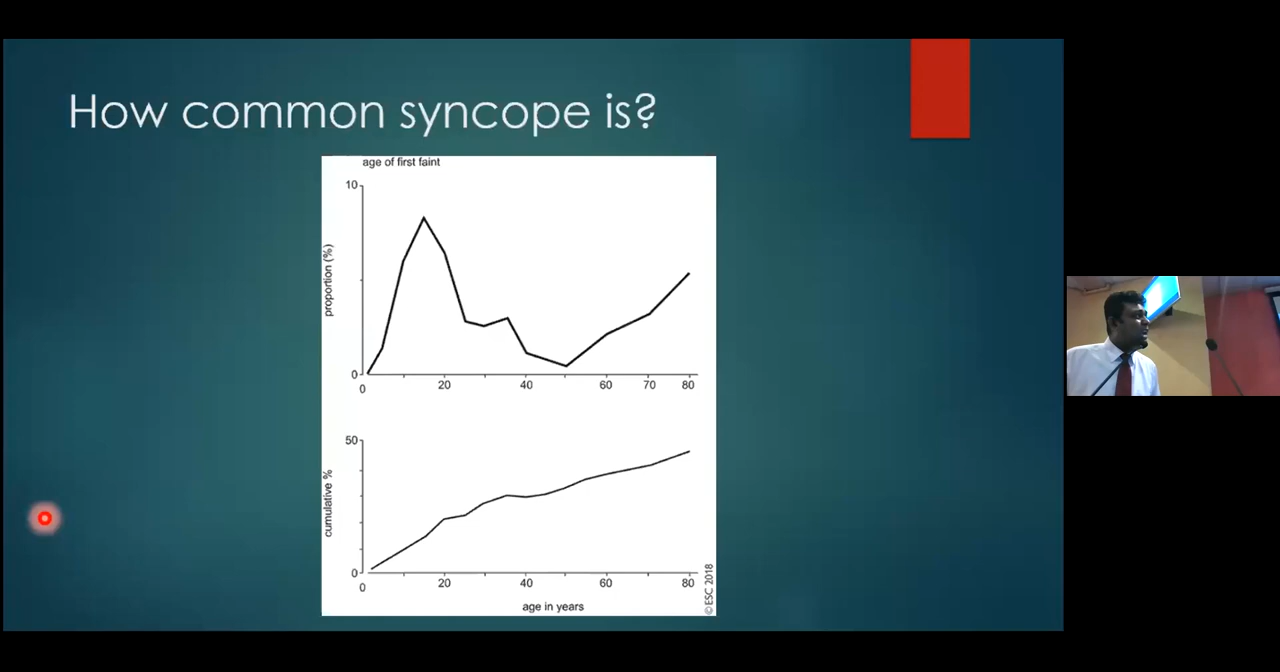 How common syncope is?
age of first faint
10
proportion (%)
0
0 20 40 60 70 80
50
cumulative %
0
0 20 40 60 80
age in years
© ESC 2018